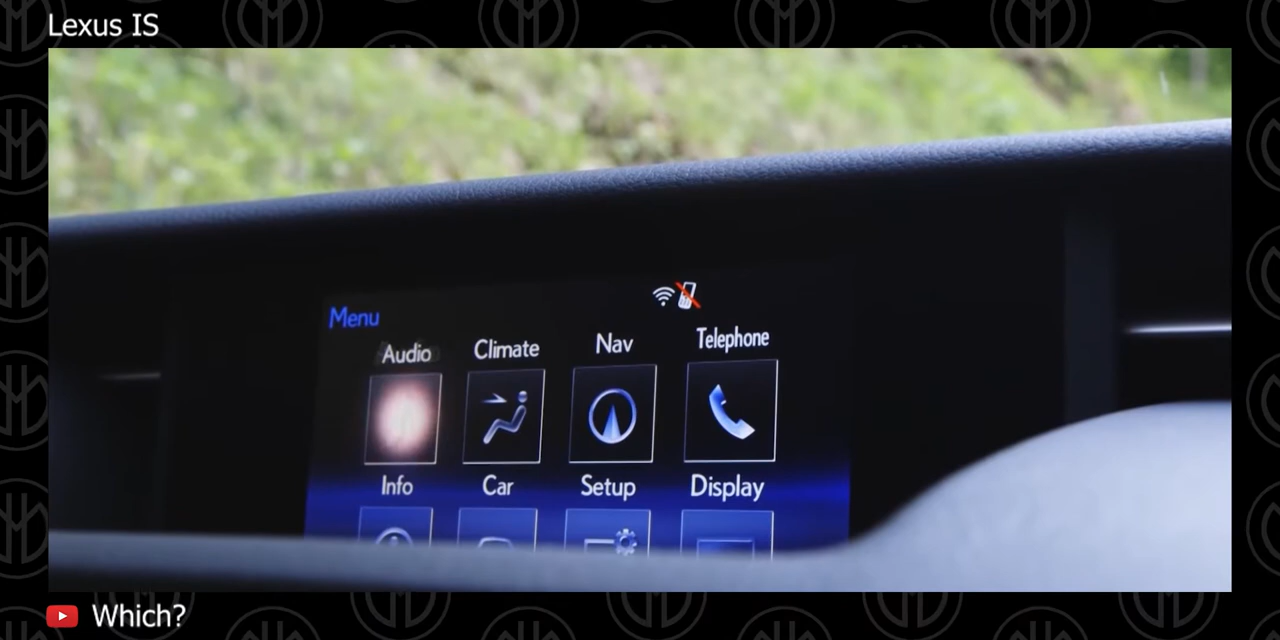 Lexus IS
Menu
Audio Climate Nav Telephone
Info Car Setup Display
Which?